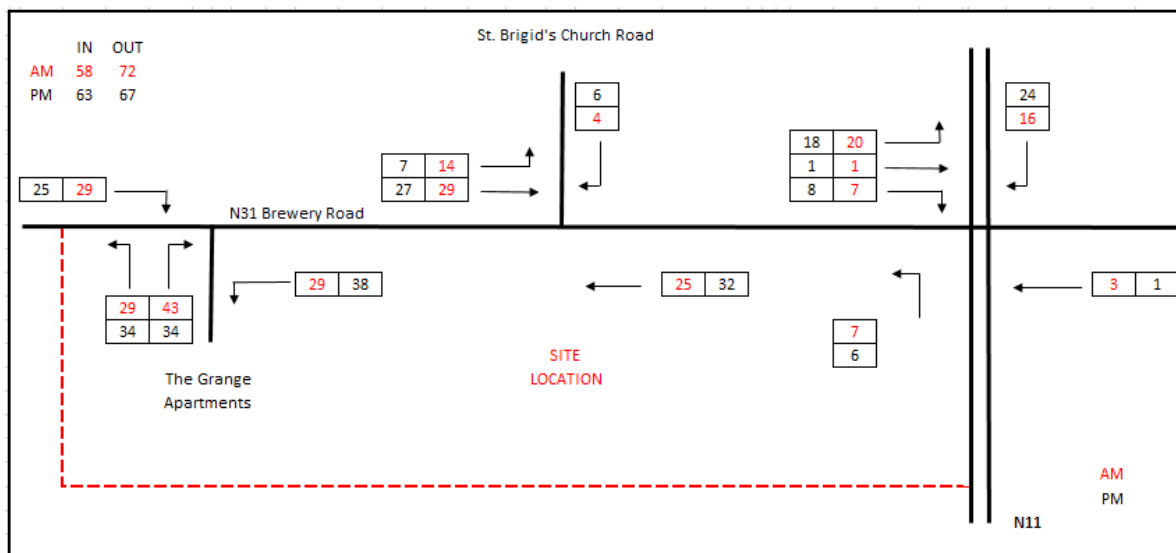 St. Brigid's Church Road
IN OUT
AM 58 72
PM 63 67
6
4
24
16
18 20
1 1
8 7
7 14
27 29
25 29
N31 Brewery Road
29 38
25 32
3 1
29 43
34 34
7
6
SITE
LOCATION
The Grange
Apartments
AM
PM
N11